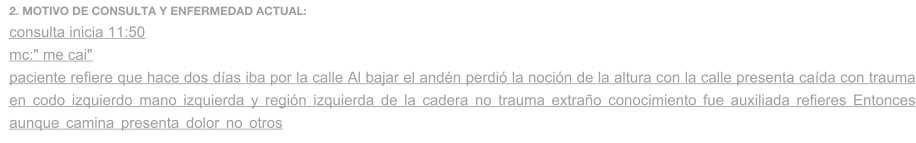 2. MOTIVO DE CONSULTA Y ENFERMEDAD ACTUAL:
consulta inicia 11:50
mc:" me cai"
paciente refiere que hace dos días iba por la calle Al bajar el andén perdió la noción de la altura con la calle presenta caída con trauma
en codo izquierdo mano izquierda y región izquierda de la cadera no trauma extraño conocimiento fue auxiliada refieres Entonces
aunque camina presenta dolor no otros